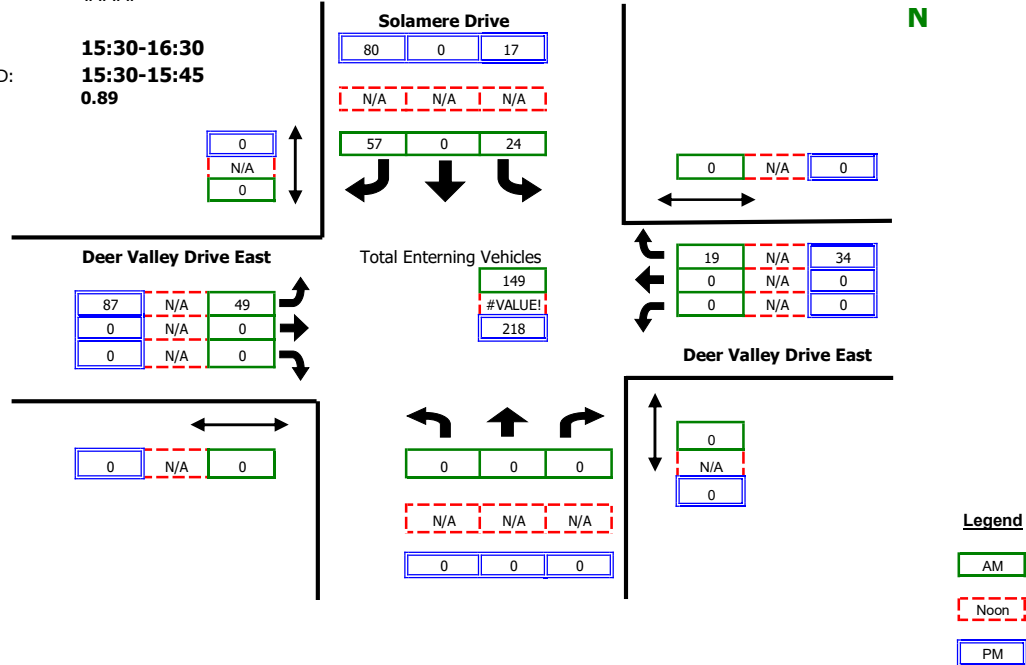 Solamere Drive
N
80 0 17
15:30-16:30
D: 15:30-15:45
0.89
N/A N/A N/A
0
57 0 24
N/A
0 N/A 0
0
Deer Valley Drive East
Total Enterning Vehicles
19 N/A 34
149
0 N/A 0
87 N/A 49
#VALUE!
0 N/A 0
0 N/A 0
218
0 N/A 0
Deer Valley Drive East
0
0 N/A 0
0 0 0
N/A
0
N/A N/A N/A
Legend
0 0 0
AM
Noon
PM